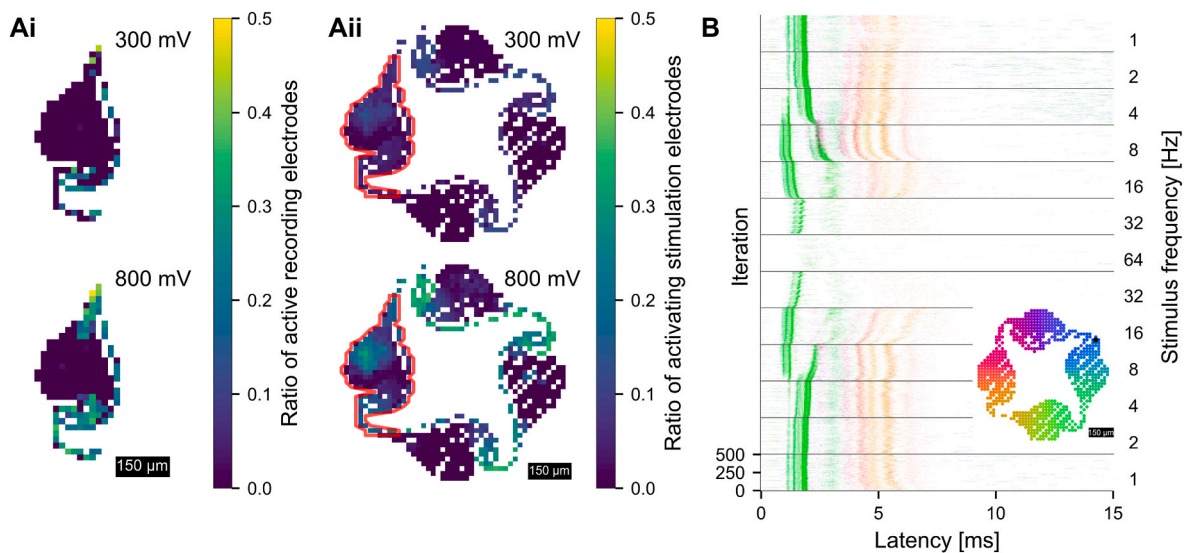 Ai
300 mV
800 mV
150 µm
0.5
0.4
0.3
0.2
0.1
0.0
Ratio of active recording electrodes
Aii
300 mV
800 mV
150 µm
0.5
0.4
0.3
0.2
0.1
0.0
Ratio of activating stimulation electrodes
B
Iteration
500
250
0
0
5
10
15
Latency [ms]
1
2
4
8
16
32
64
32
16
8
4
2
1
Stimulus frequency [Hz]
150 µm